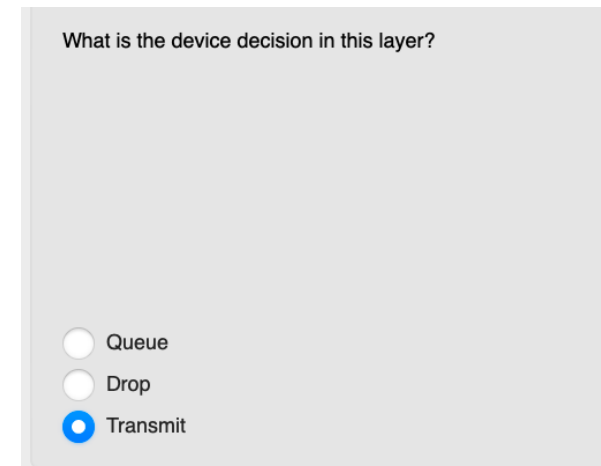 What is the device decision in this layer?
Queue
Drop
Transmit